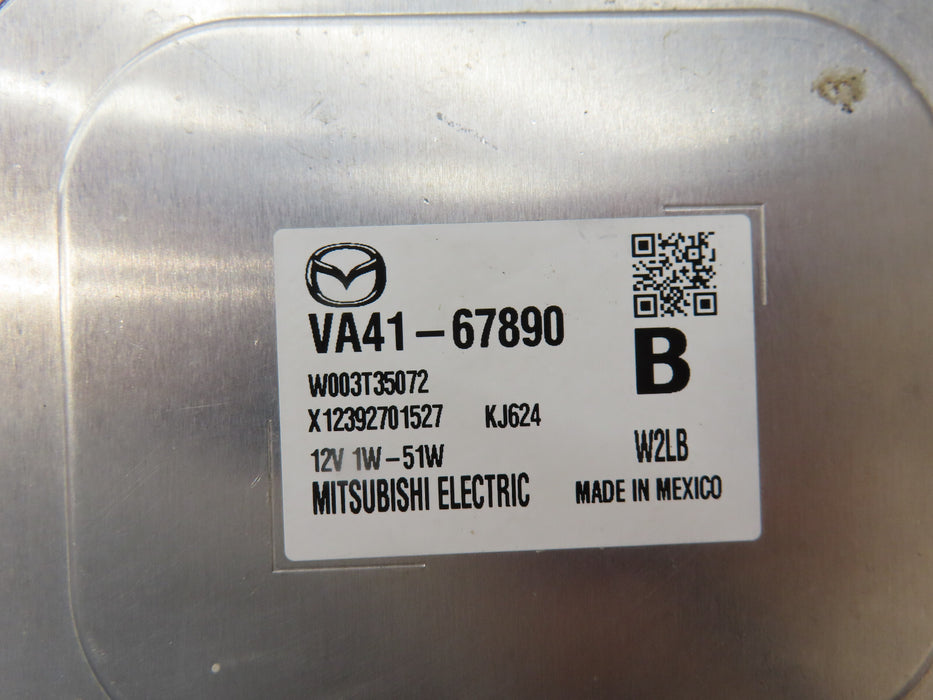 VA41-67890
B
W003T35072
X12392701527 KJ624
12V 1W-51W
W2LB
MITSUBISHI ELECTRIC
MADE IN MEXICO